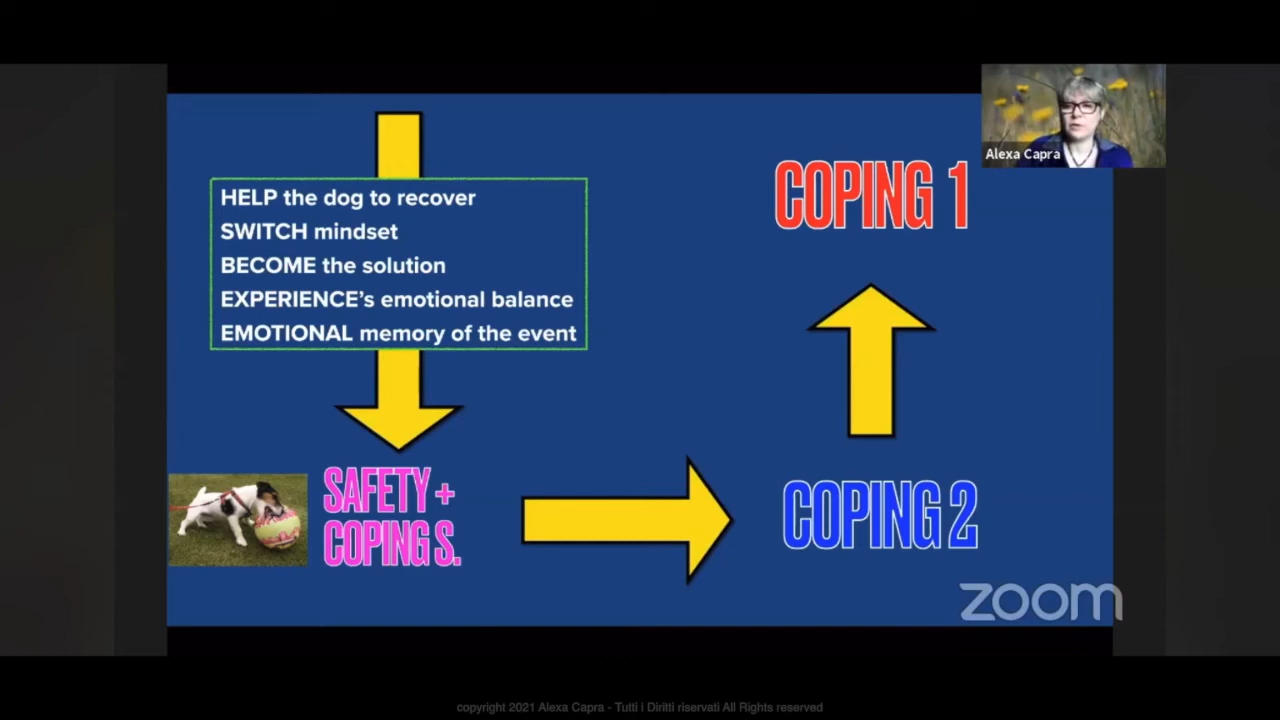 Alexa Capra
HELP the dog to recover
SWITCH mindset
BECOME the solution
EXPERIENCE’s emotional balance
EMOTIONAL memory of the event
COPING 1
SAFETY +
COPING S.
COPING 2
zoom
copyright 2021 Alexa Capra - Tutti i Diritti riservati All Rights reserved